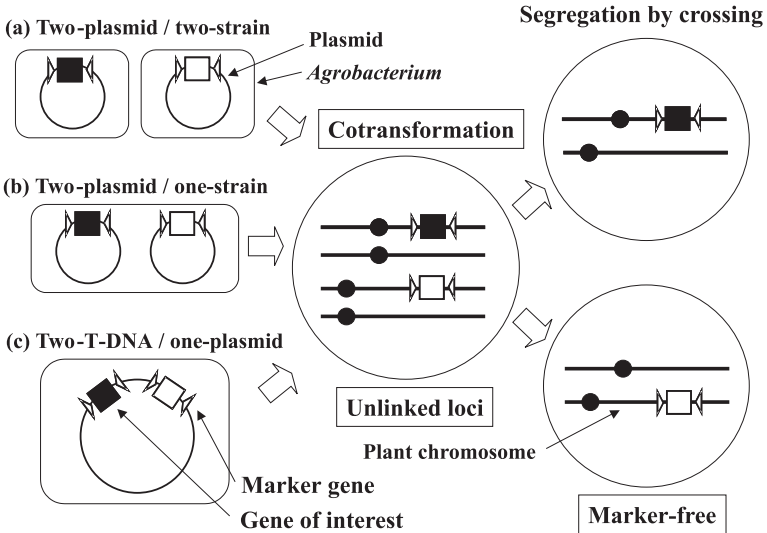 Segregation by crossing
(a) Two-plasmid / two-strain
Plasmid
Agrobacterium
Cotransformation
(b) Two-plasmid / one-strain
(c) Two-T-DNA / one-plasmid
Unlinked loci
Plant chromosome
Marker gene
Gene of interest
Marker-free